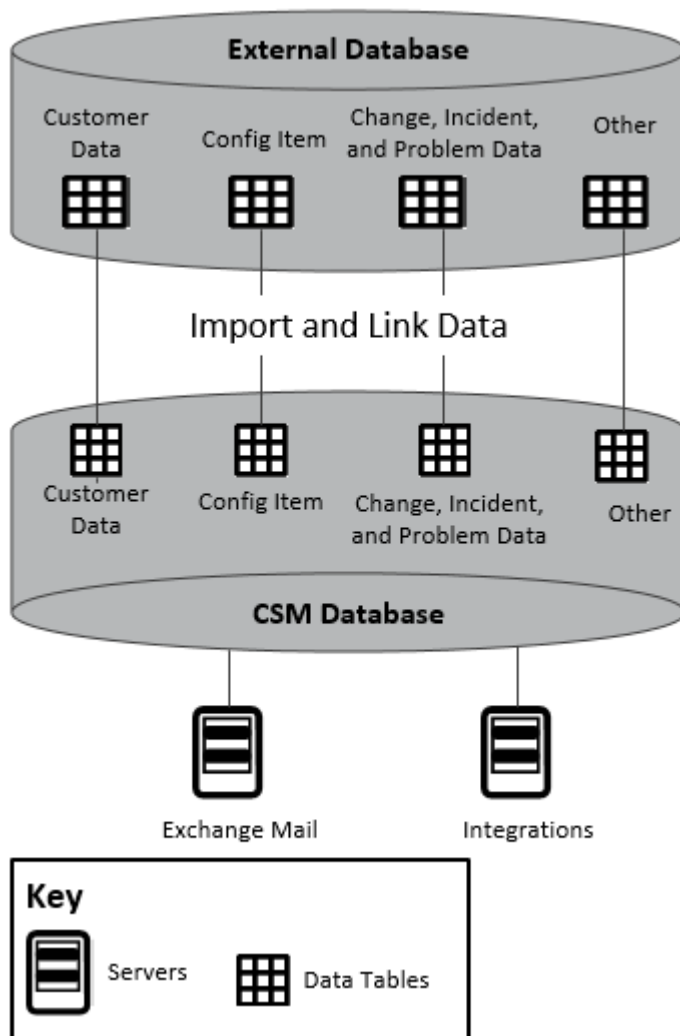 External Database
Customer
Data
Config Item
Change, Incident,
and Problem Data
Other
Import and Link Data
Customer
Data
Config Item
Change, Incident,
and Problem Data
Other
CSM Database
Exchange Mail
Integrations
Key
Servers
Data Tables